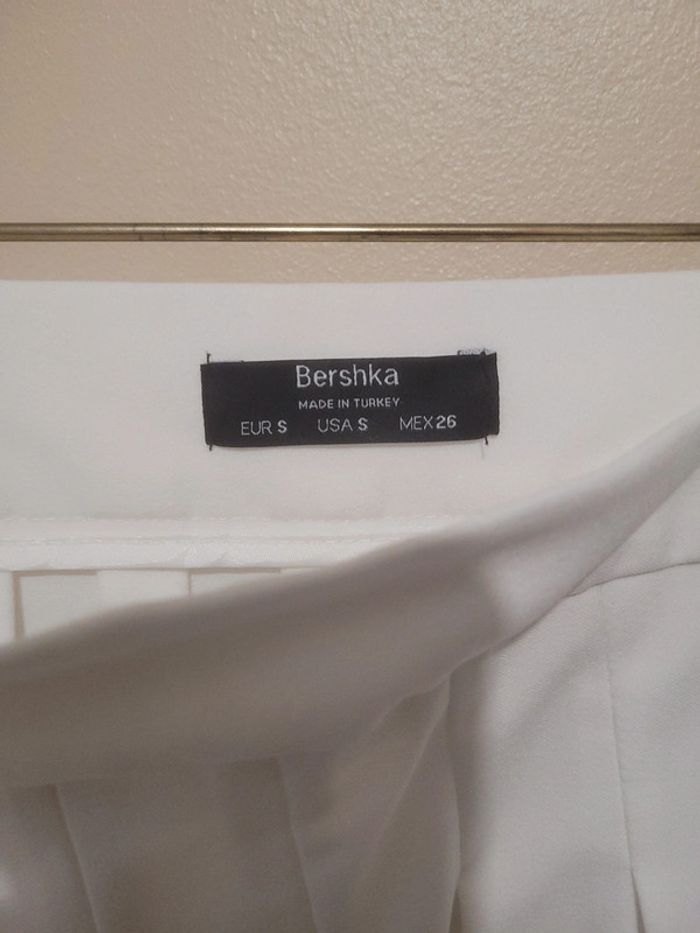 Bershka
MADE IN TURKEY
EUR S USA S MEX 26